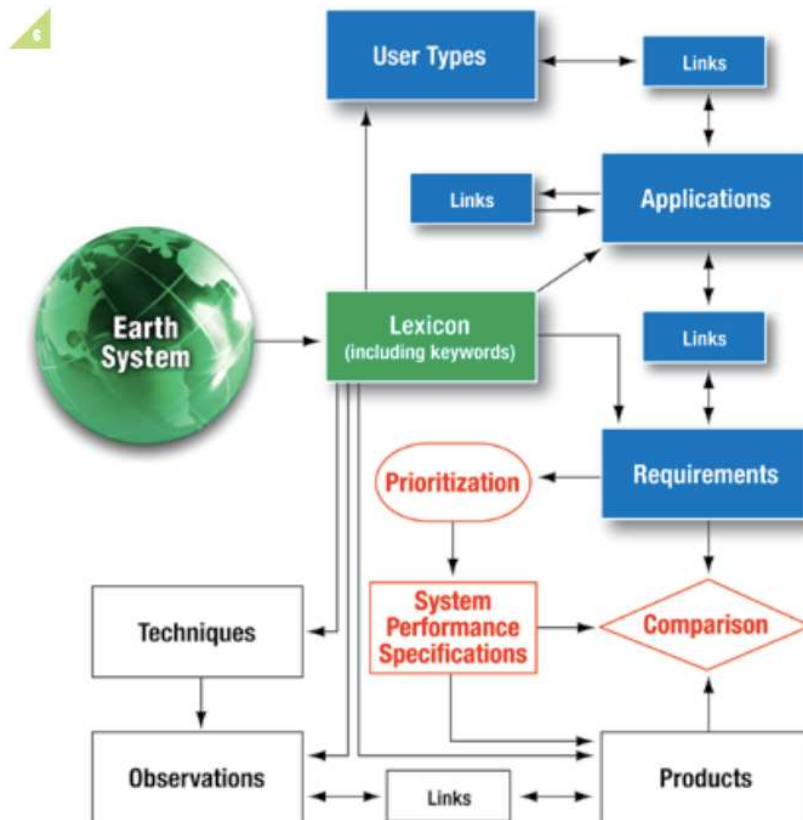 6
User Types
Links
Links
Applications
Earth
System
Lexicon
(including keywords)
Links
Prioritization
Requirements
Techniques
System
Performance
Specifications
Comparison
Observations
Links
Products